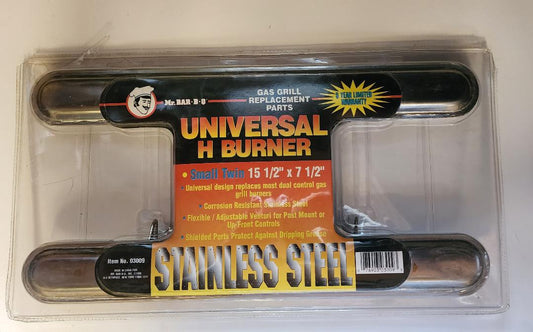 Mr. BAR·B·Q
GAS GRILL
REPLACEMENT
PARTS
5 YEAR LIMITED
WARRANTY
UNIVERSAL
H BURNER
• Small Twin 15 1/2" x 7 1/2"
• Universal design replaces most dual control gas
grill burners
• Corrosion Resistant Stainless Steel
• Flexible / Adjustable Venturi for Post Mount or
Up Front Controls
• Shielded Ports Protect Against Dripping Grease
STAINLESS STEEL
Item No. 03009